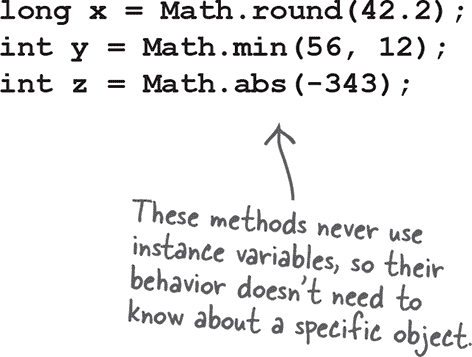 long x = Math.round(42.2);
int y = Math.min(56, 12);
int z = Math.abs(-343);
These methods never use
instance variables, so their
behavior doesn't need to
know about a specific object.